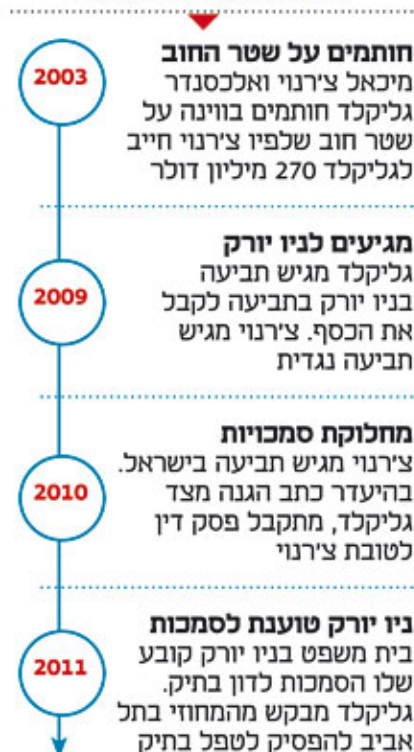 2003
חותמים על שטר החוב
מיכאל צ'רנוי ואלכסנדר
גליקלד חותמים בווינה על
שטר חוב שלפיו צ'רנוי חייב
לגליקלד 270 מיליון דולר
2009
מגיעים לניו יורק
גליקלד מגיש תביעה
בניו יורק בתביעה לקבל
את הכסף. צ'רנוי מגיש
תביעה נגדית
2010
מחלוקת סמכויות
צ'רנוי מגיש תביעה בישראל.
בהיעדר כתב הגנה מצד
גליקלד, מתקבל פסק דין
לטובת צ'רנוי
2011
ניו יורק טוענת לסמכות
בית משפט בניו יורק קובע
שלו הסמכות לדון בתיק.
גליקלד מבקש מהמחוזי בתל
אביב להפסיק לטפל בתיק